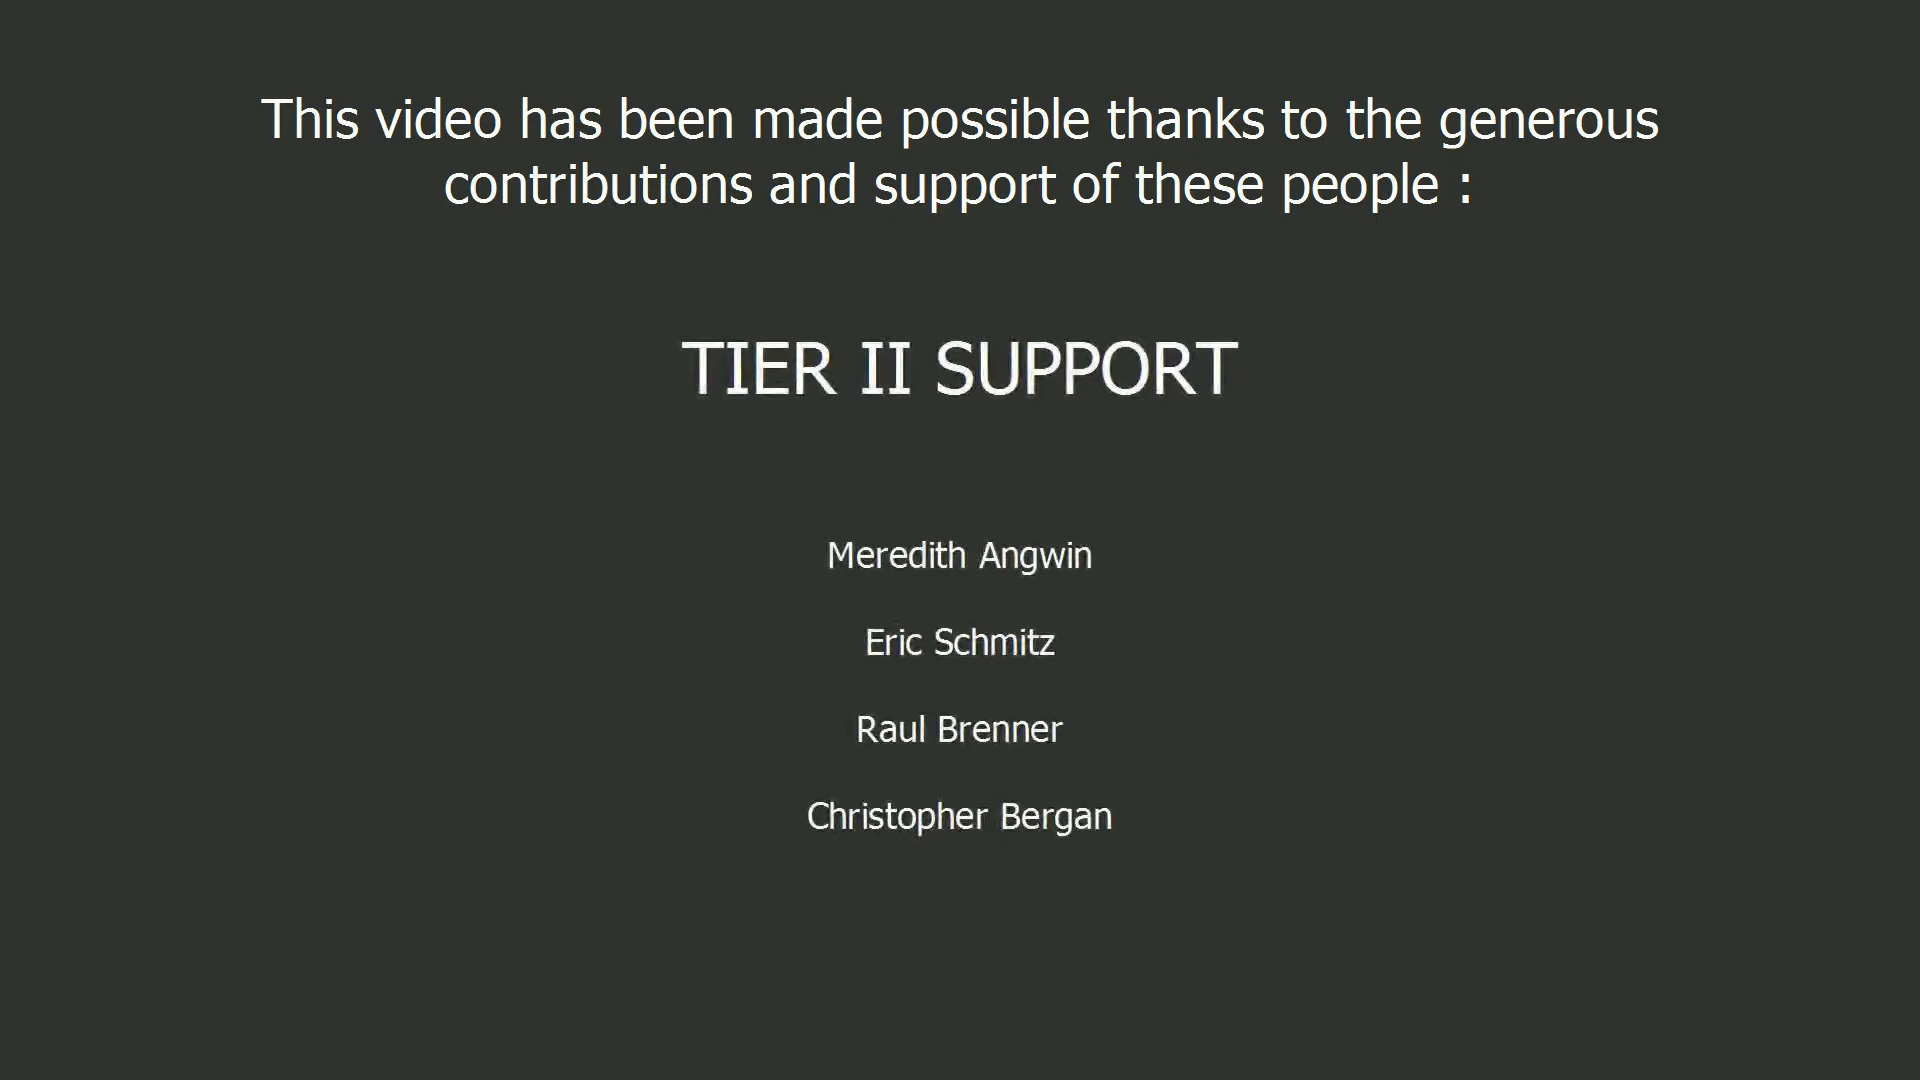 This video has been made possible thanks to the generous
contributions and support of these people :
TIER II SUPPORT
Meredith Angwin
Eric Schmitz
Raul Brenner
Christopher Bergan